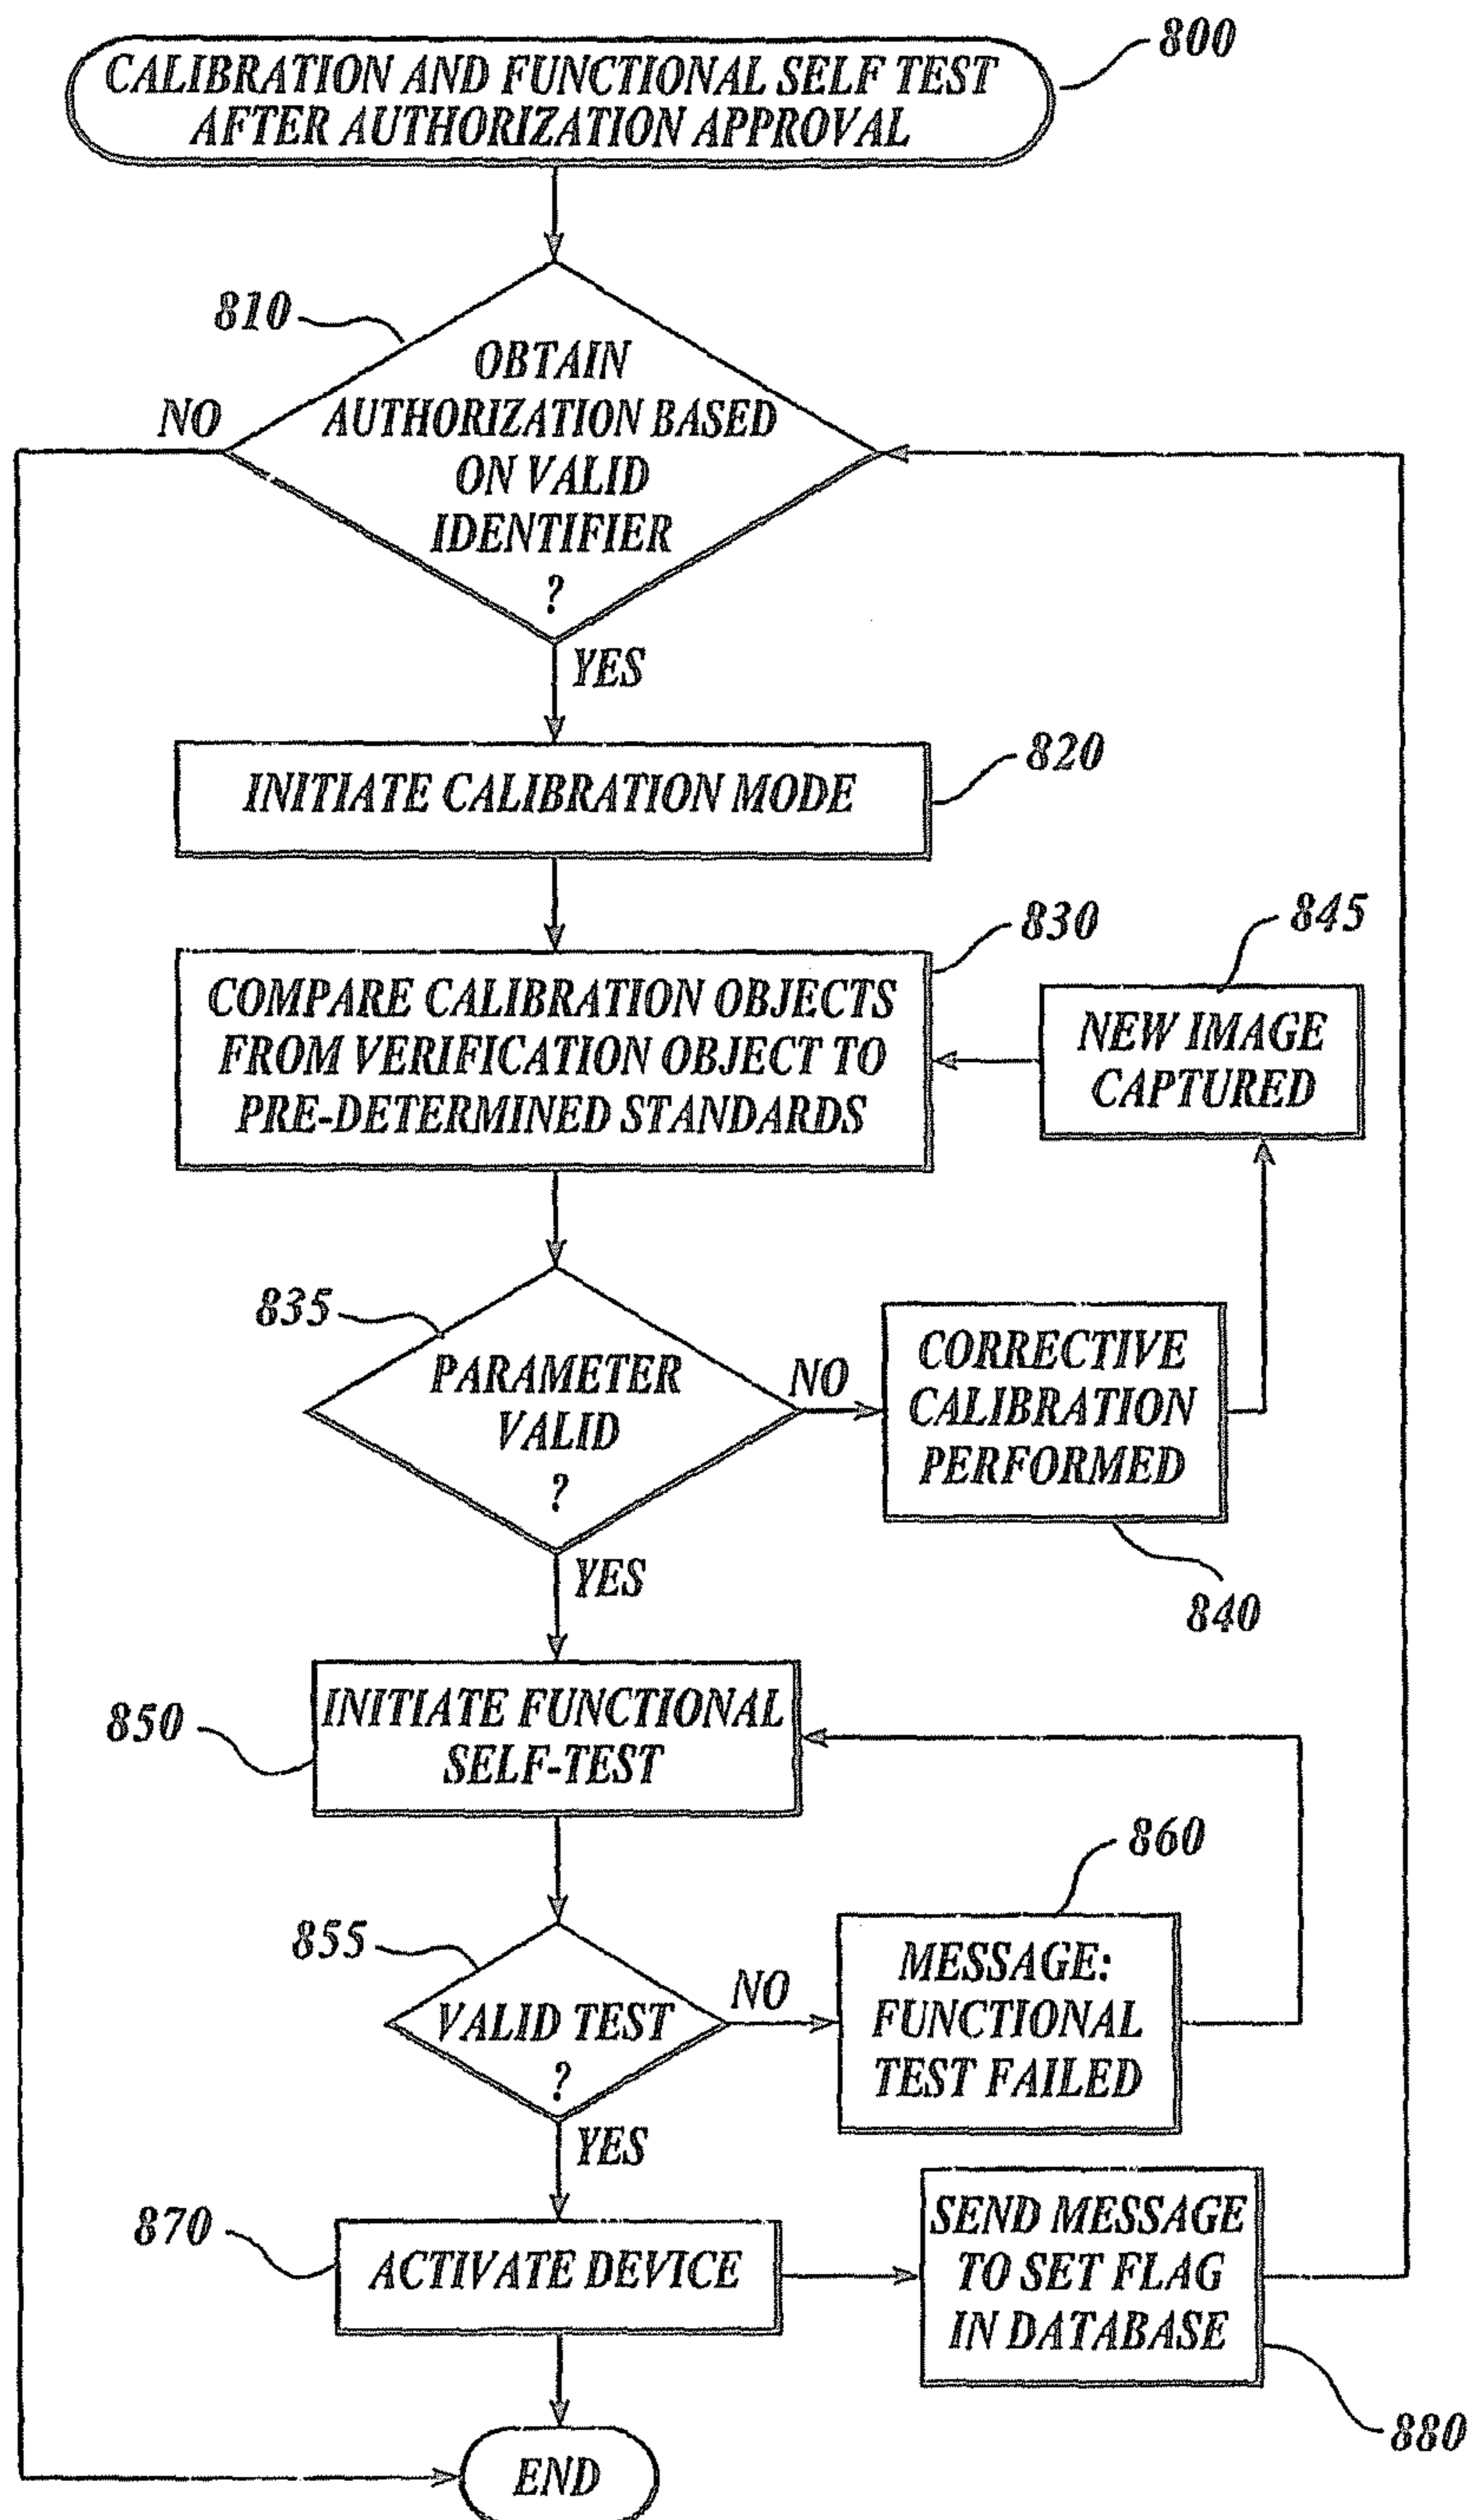 CALIBRATION AND FUNCTIONAL SELF TEST
AFTER AUTHORIZATION APPROVAL
800
810
OBTAIN
AUTHORIZATION BASED
ON VALID
IDENTIFIER
?
NO
YES
INITIATE CALIBRATION MODE
820
COMPARE CALIBRATION OBJECTS
FROM VERIFICATION OBJECT TO
PRE-DETERMINED STANDARDS
830
845
NEW IMAGE
CAPTURED
835
PARAMETER
VALID
?
NO
CORRECTIVE
CALIBRATION
PERFORMED
840
YES
850
INITIATE FUNCTIONAL
SELF-TEST
855
VALID TEST
?
NO
860
MESSAGE:
FUNCTIONAL
TEST FAILED
YES
870
ACTIVATE DEVICE
SEND MESSAGE
TO SET FLAG
IN DATABASE
880
END